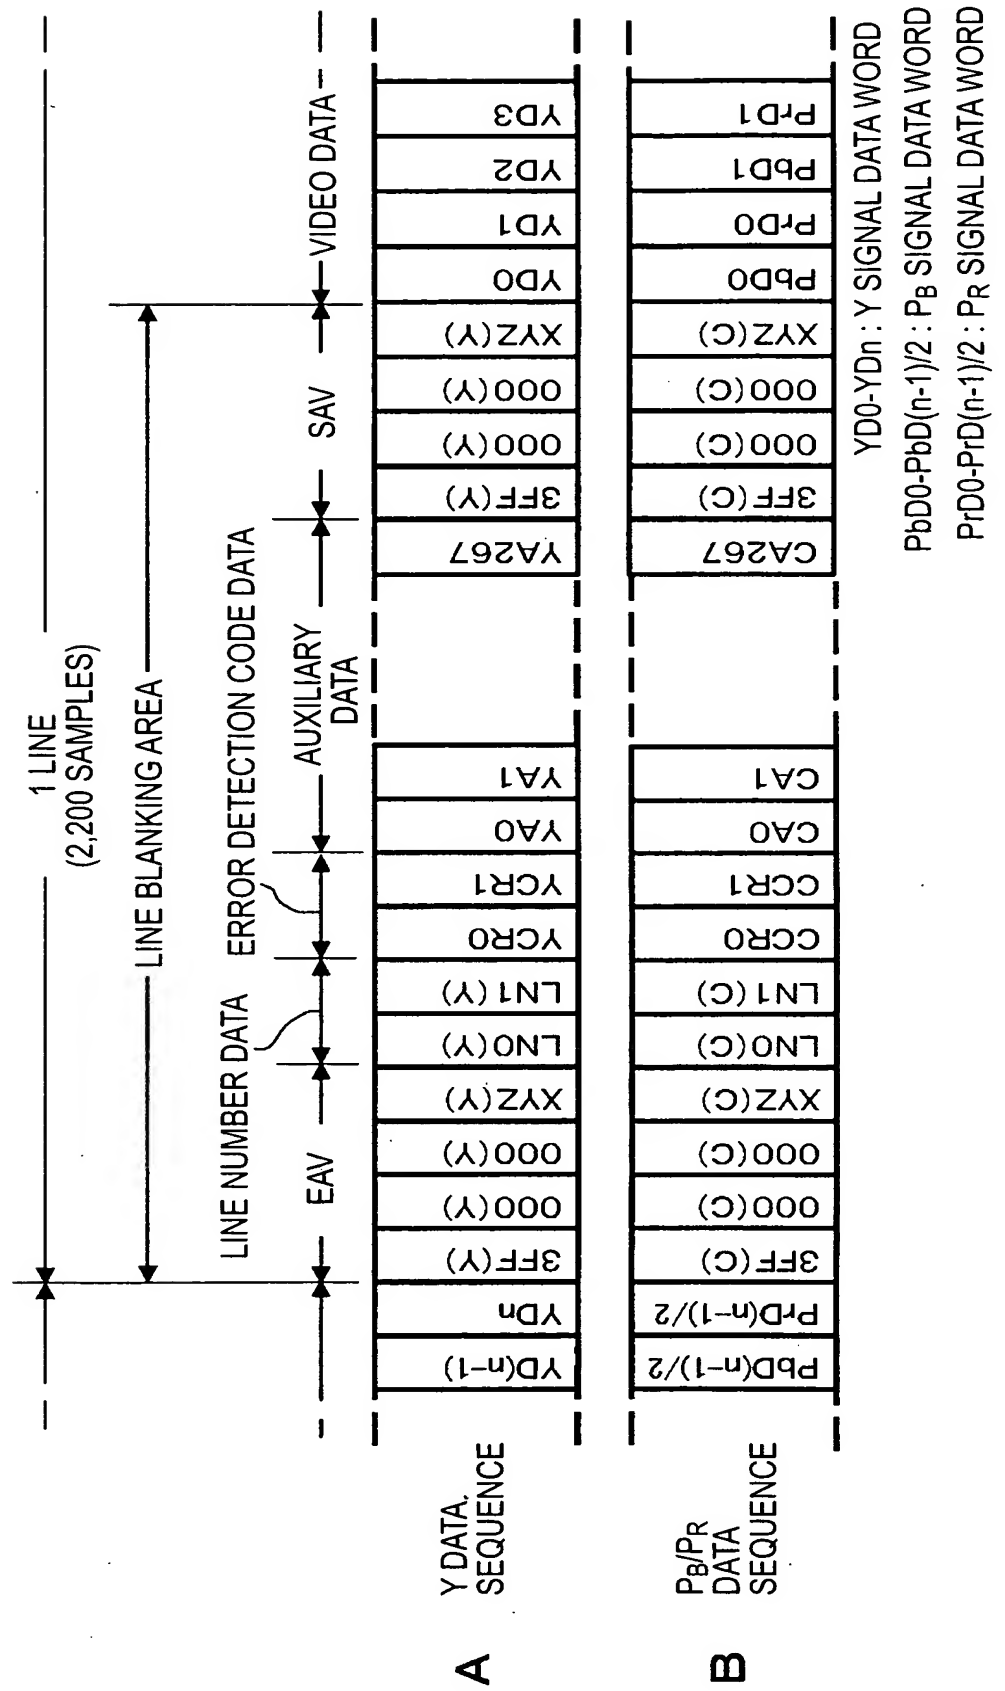 1 LINE
(2,200 SAMPLES)
LINE BLANKING AREA
LINE NUMBER DATA
ERROR DETECTION CODE DATA
EAV
AUXILIARY
DATA
SAV
VIDEO DATA
A
Y DATA.
SEQUENCE
YD(n-1)
YDn
3FF(Y)
000(Y)
000(Y)
XYZ(Y)
LN0(Y)
LN1(Y)
YCR0
YCR1
YA0
YA1
YA267
3FF(Y)
000(Y)
000(Y)
XYZ(Y)
YD0
YD1
YD2
YD3
B
PB/PR
DATA
SEQUENCE
PbD(n-1)/2
PrD(n-1)/2
3FF(C)
000(C)
000(C)
XYZ(C)
LN0(C)
LN1(C)
CCR0
CCR1
CA0
CA1
CA267
3FF(C)
000(C)
000(C)
XYZ(C)
PbD0
PrD0
PbD1
PrD1
YD0-YDn : Y SIGNAL DATA WORD
PbD0-PbD(n-1)/2 : PB SIGNAL DATA WORD
PrD0-PrD(n-1)/2 : PR SIGNAL DATA WORD